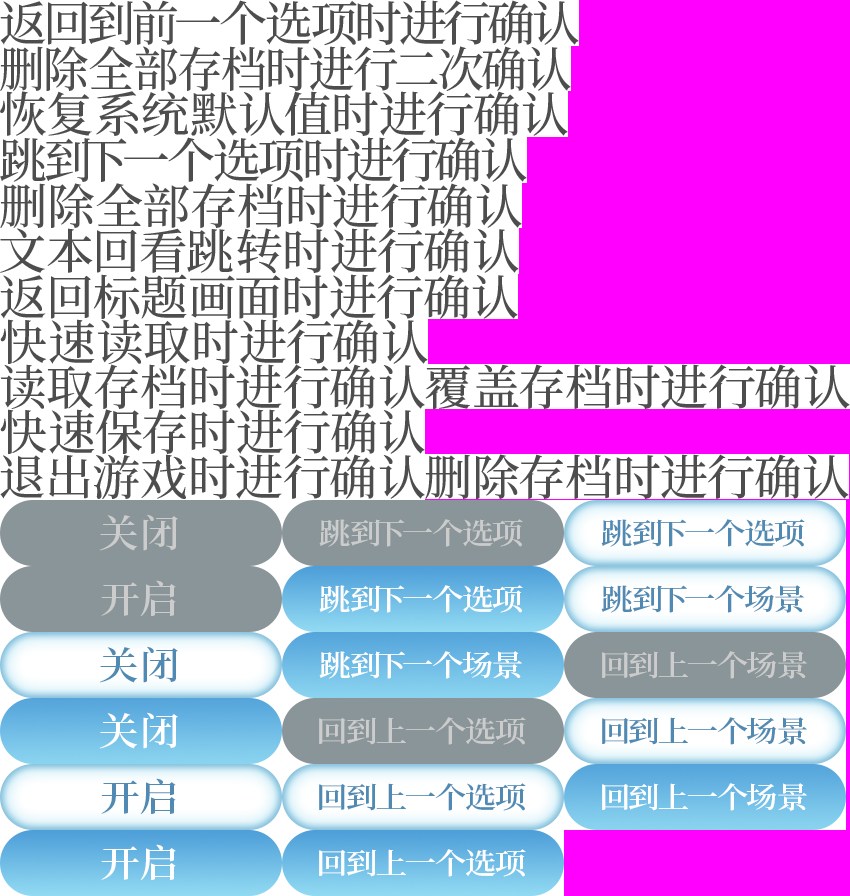 返回到前一个选项时进行确认
删除全部存档时进行二次确认
恢复系统默认值时进行确认
跳到下一个选项时进行确认
删除全部存档时进行确认
文本回看跳转时进行确认
返回标题画面时进行确认
快速读取时进行确认
读取存档时进行确认覆盖存档时进行确认
快速保存时进行确认
退出游戏时进行确认删除存档时进行确认
关闭 跳到下一个选项 跳到下一个选项
开启 跳到下一个选项 跳到下一个场景
关闭 跳到下一个场景 回到上一个场景
关闭 回到上一个选项 回到上一个场景
开启 回到上一个选项 回到上一个场景
开启 回到上一个选项